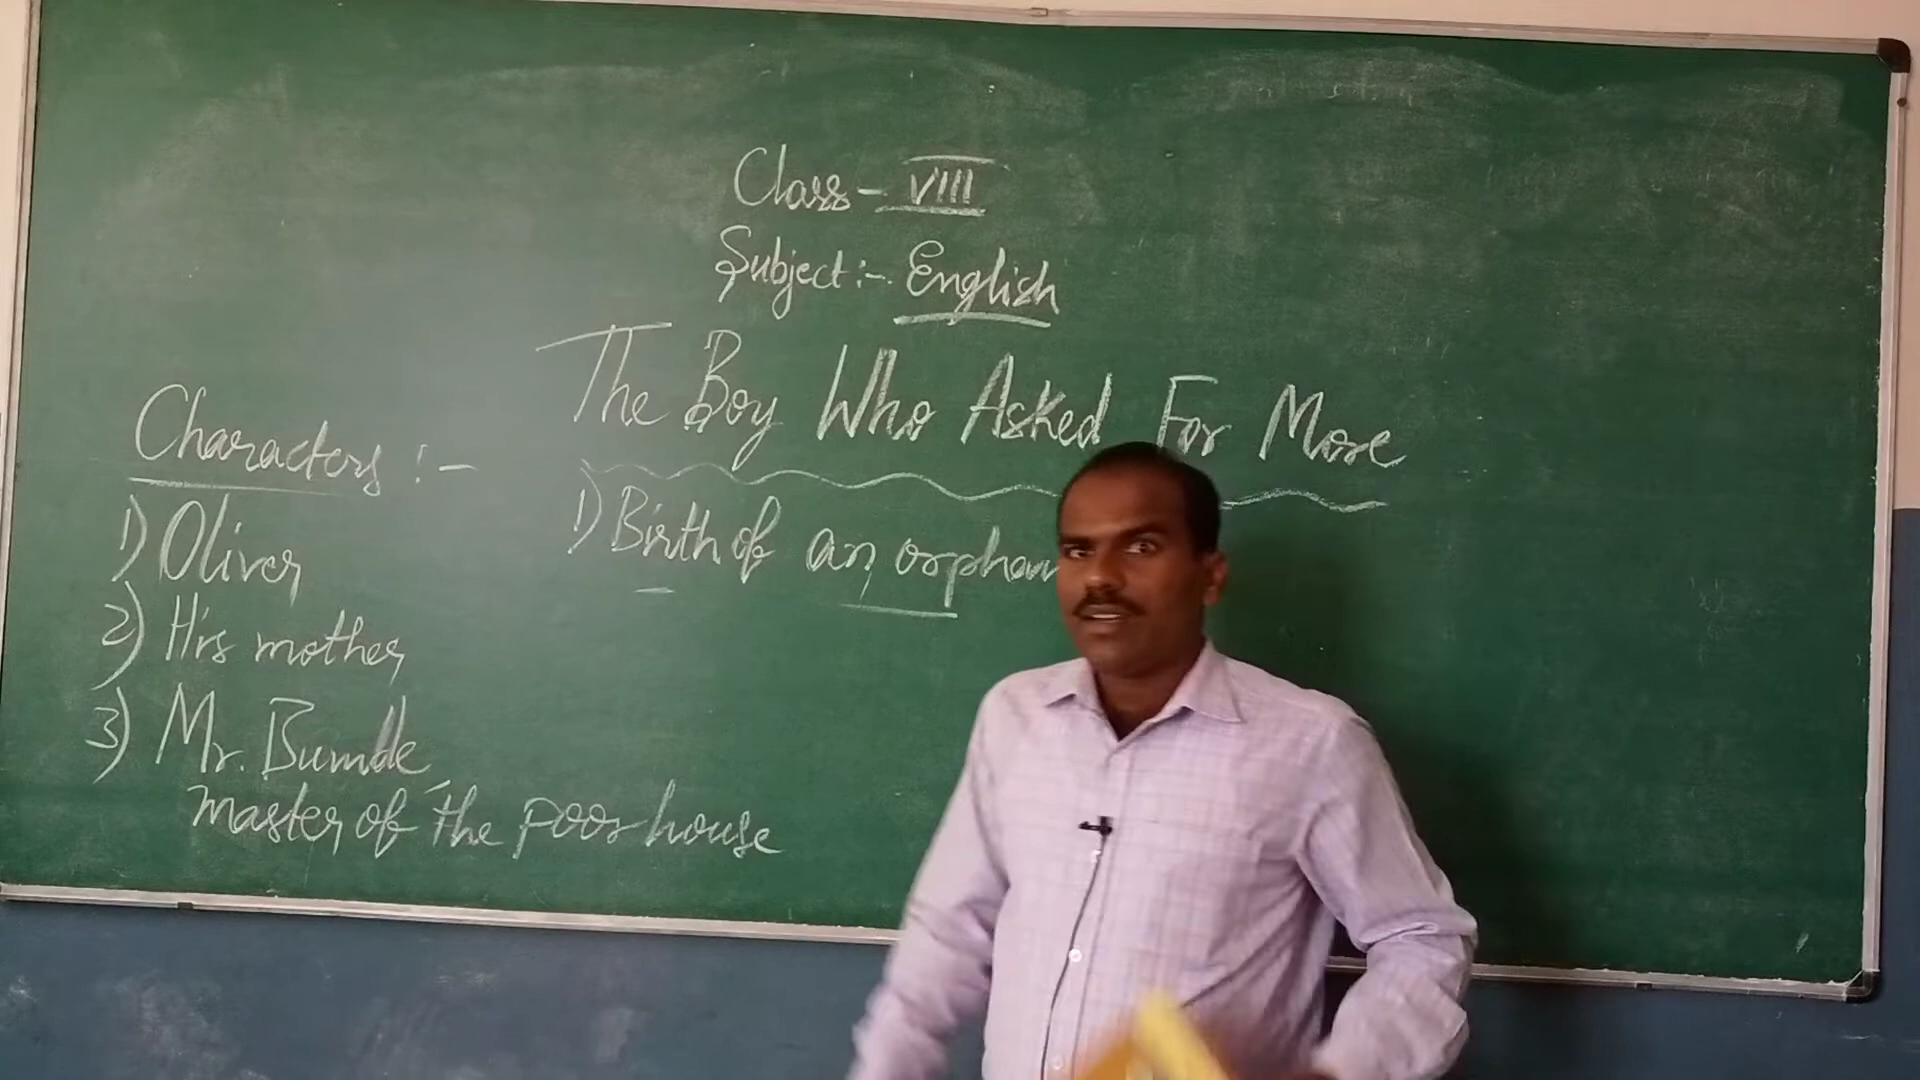 Class - VIII
Subject :- English
The Boy Who Asked For More
Characters :-
1) Oliver
2) His mother
3) Mr. Bumde
master of the poor house
1) Birth of an orphan